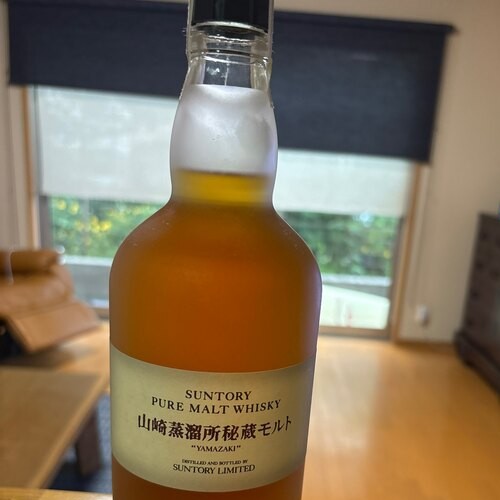 SUNTORY
PURE MALT WHISKY
山崎蒸溜所秘蔵モルト
"YAMAZAKI"
DISTILLED AND BOTTLED BY
SUNTORY LIMITED